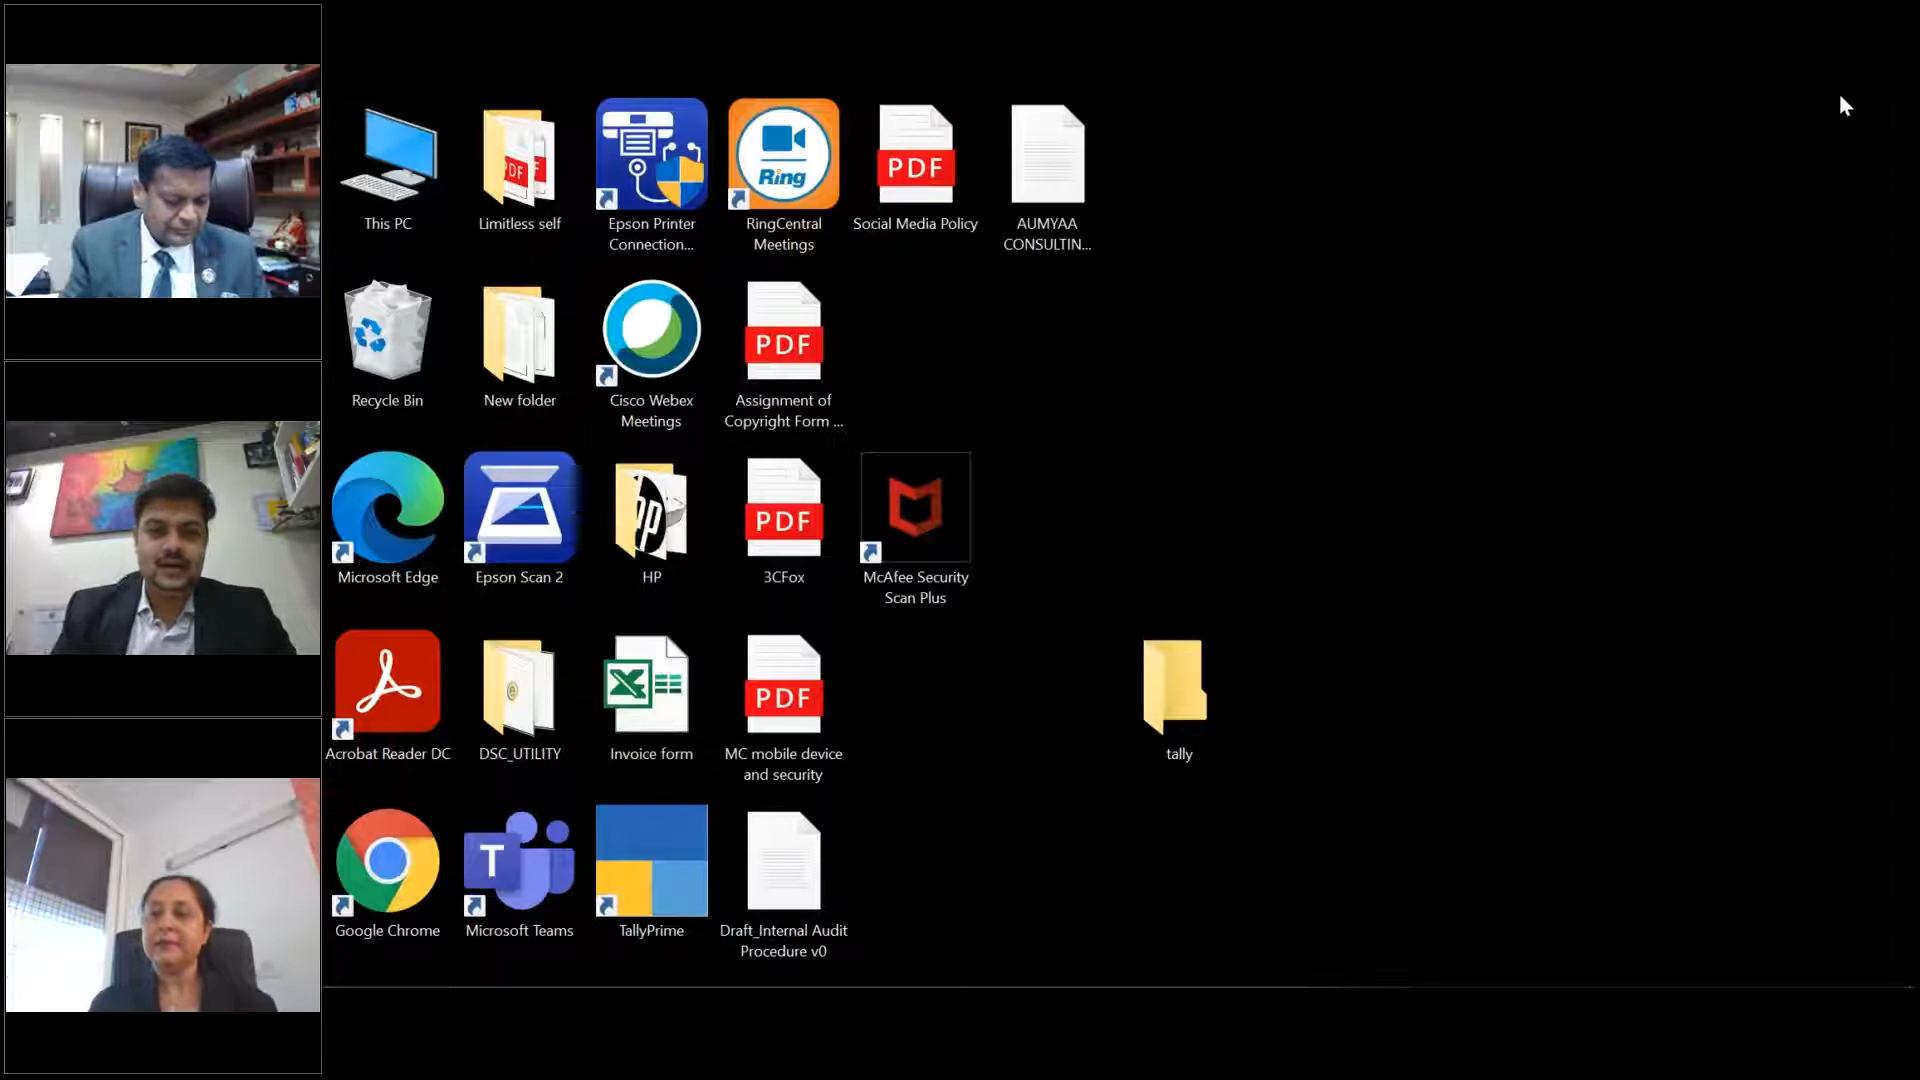 Ring
PDF
PDF
This PC
Limitless self
Epson Printer
Connection...
RingCentral
Meetings
Social Media Policy
AUMYAA
CONSULTIN...
PDF
Recycle Bin
New folder
Cisco Webex
Meetings
Assignment of
Copyright Form ...
hp
PDF
Microsoft Edge
Epson Scan 2
HP
3CFox
McAfee Security
Scan Plus
PDF
Acrobat Reader DC
DSC_UTILITY
Invoice form
MC mobile device
and security
tally
T
Google Chrome
Microsoft Teams
TallyPrime
Draft_Internal Audit
Procedure v0